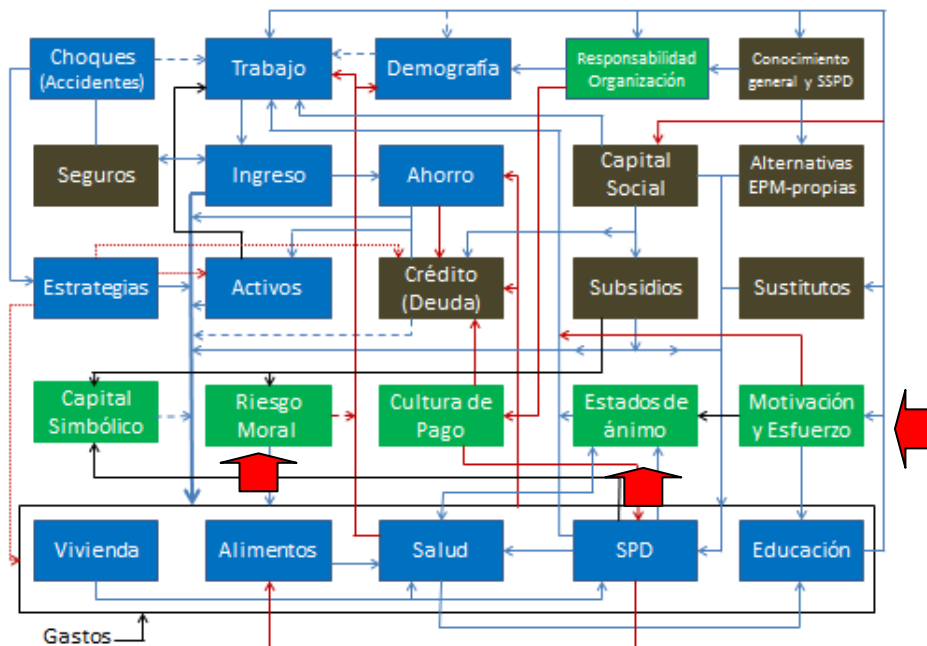 Choques
(Accidentes)
Trabajo
Demografía
Responsabilidad
Organización
Conocimiento
general y SSPD
Seguros
Ingreso
Ahorro
Capital
Social
Alternativas
EPM-propias
Estrategias
Activos
Crédito
(Deuda)
Subsidios
Sustitutos
Capital
Simbólico
Riesgo
Moral
Cultura de
Pago
Estados de
ánimo
Motivación
y Esfuerzo
Vivienda
Alimentos
Salud
SPD
Educación
Gastos